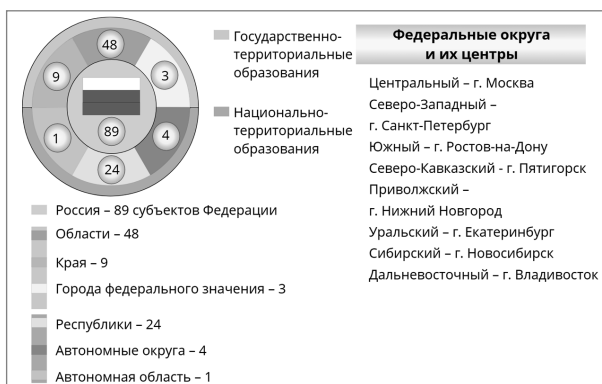 48
9
3
89
1
4
24
Государственно-
территориальные
образования
Национально-
территориальные
образования
Россия – 89 субъектов Федерации
Области – 48
Края – 9
Города федерального значения – 3
Республики – 24
Автономные округа – 4
Автономная область – 1
Федеральные округа
и их центры
Центральный – г. Москва
Северо-Западный –
г. Санкт-Петербург
Южный – г. Ростов-на-Дону
Северо-Кавказский - г. Пятигорск
Приволжский –
г. Нижний Новгород
Уральский – г. Екатеринбург
Сибирский – г. Новосибирск
Дальневосточный – г. Владивосток